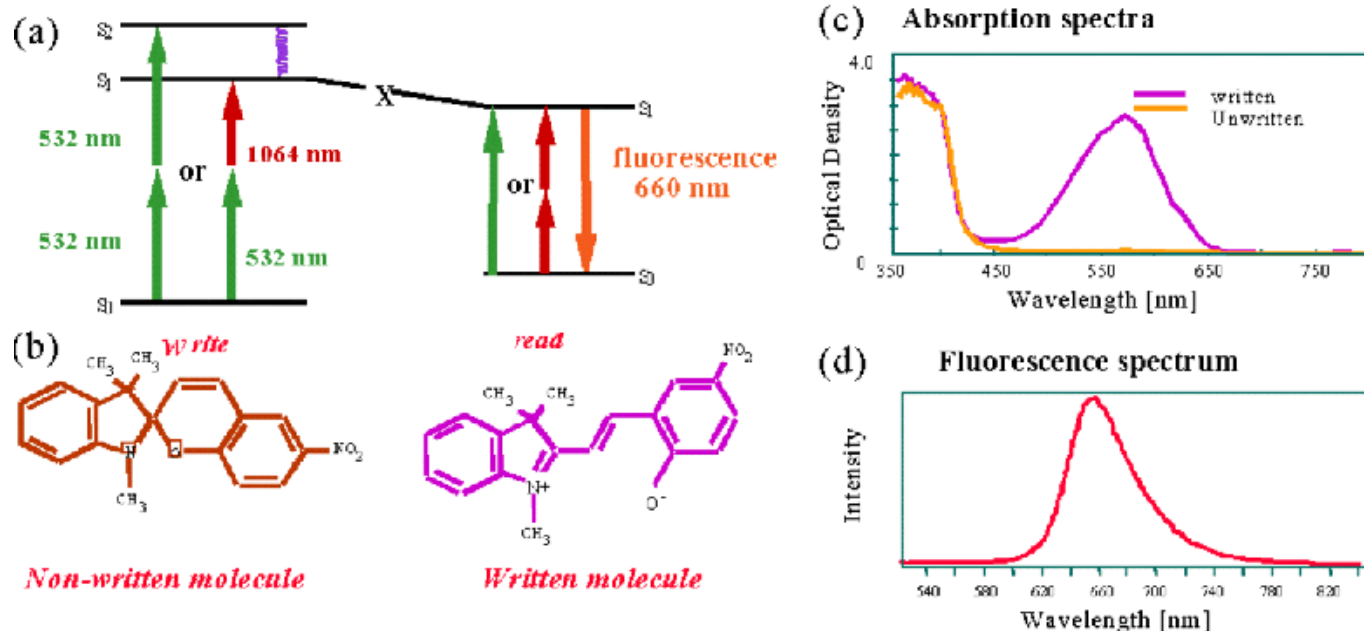 (a)
S₂
S₁
532 nm
or
1064 nm
532 nm
532 nm
S₁
X
S₁
or
fluorescence
660 nm
S₀
write
read
(b)
CH₃
CH₃
N
O
NO₂
CH₃
Non-written molecule
CH₃
CH₃
NO₂
N+
O⁻
CH₃
Written molecule
(c) Absorption spectra
4.0
written
Unwritten
Optical Density
0
350 450 550 650 750
Wavelength [nm]
(d) Fluorescence spectrum
Intensity
540 580 620 660 700 740 780 820
Wavelength [nm]